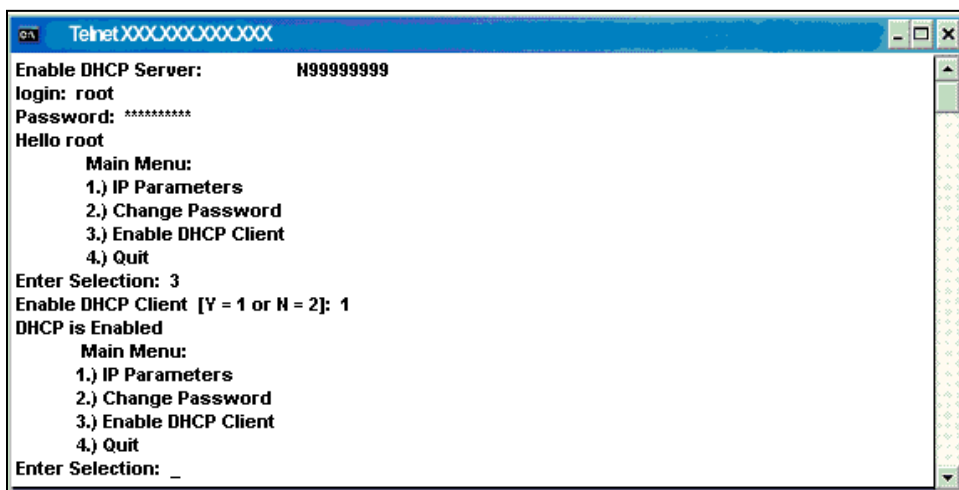 Telnet XXX.XXX.XXX.XXX
Enable DHCP Server: N99999999
login: root
Password: **********
Hello root
Main Menu:
1.) IP Parameters
2.) Change Password
3.) Enable DHCP Client
4.) Quit
Enter Selection: 3
Enable DHCP Client [Y = 1 or N = 2]: 1
DHCP is Enabled
Main Menu:
1.) IP Parameters
2.) Change Password
3.) Enable DHCP Client
4.) Quit
Enter Selection: _